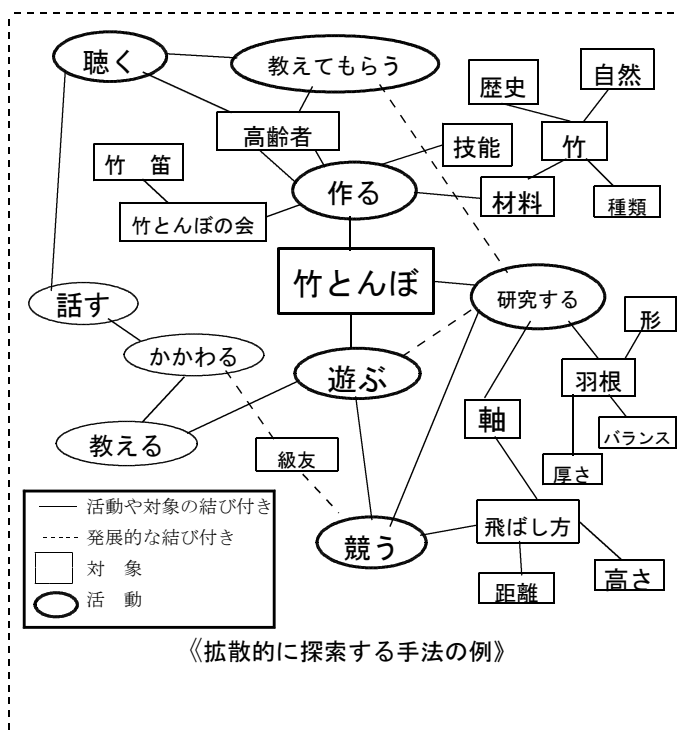 聴く
教えてもらう
歴史
自然
高齢者
技能
竹
竹　笛
作る
材料
種類
竹とんぼの会
竹とんぼ
研究する
話す
形
かかわる
遊ぶ
羽根
軸
教える
級友
バランス
厚さ
活動や対象の結び付き
発展的な結び付き
対　象
活　動
競う
飛ばし方
距離
高さ
《拡散的に探索する手法の例》